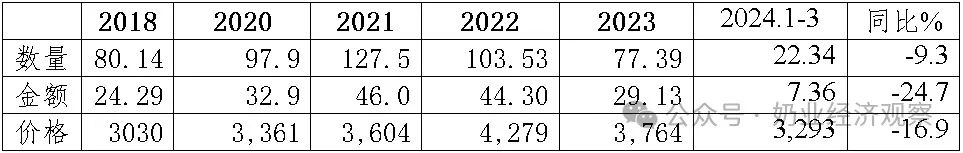 2018 2020 2021 2022 2023 2024.1-3 同比%
数量 80.14 97.9 127.5 103.53 77.39 22.34 -9.3
金额 24.29 32.9 46.0 44.30 29.13 7.36 -24.7
价格 3030 3,361 3,604 4,279 3,764 3,293 -16.9
公众号·奶业经济观察